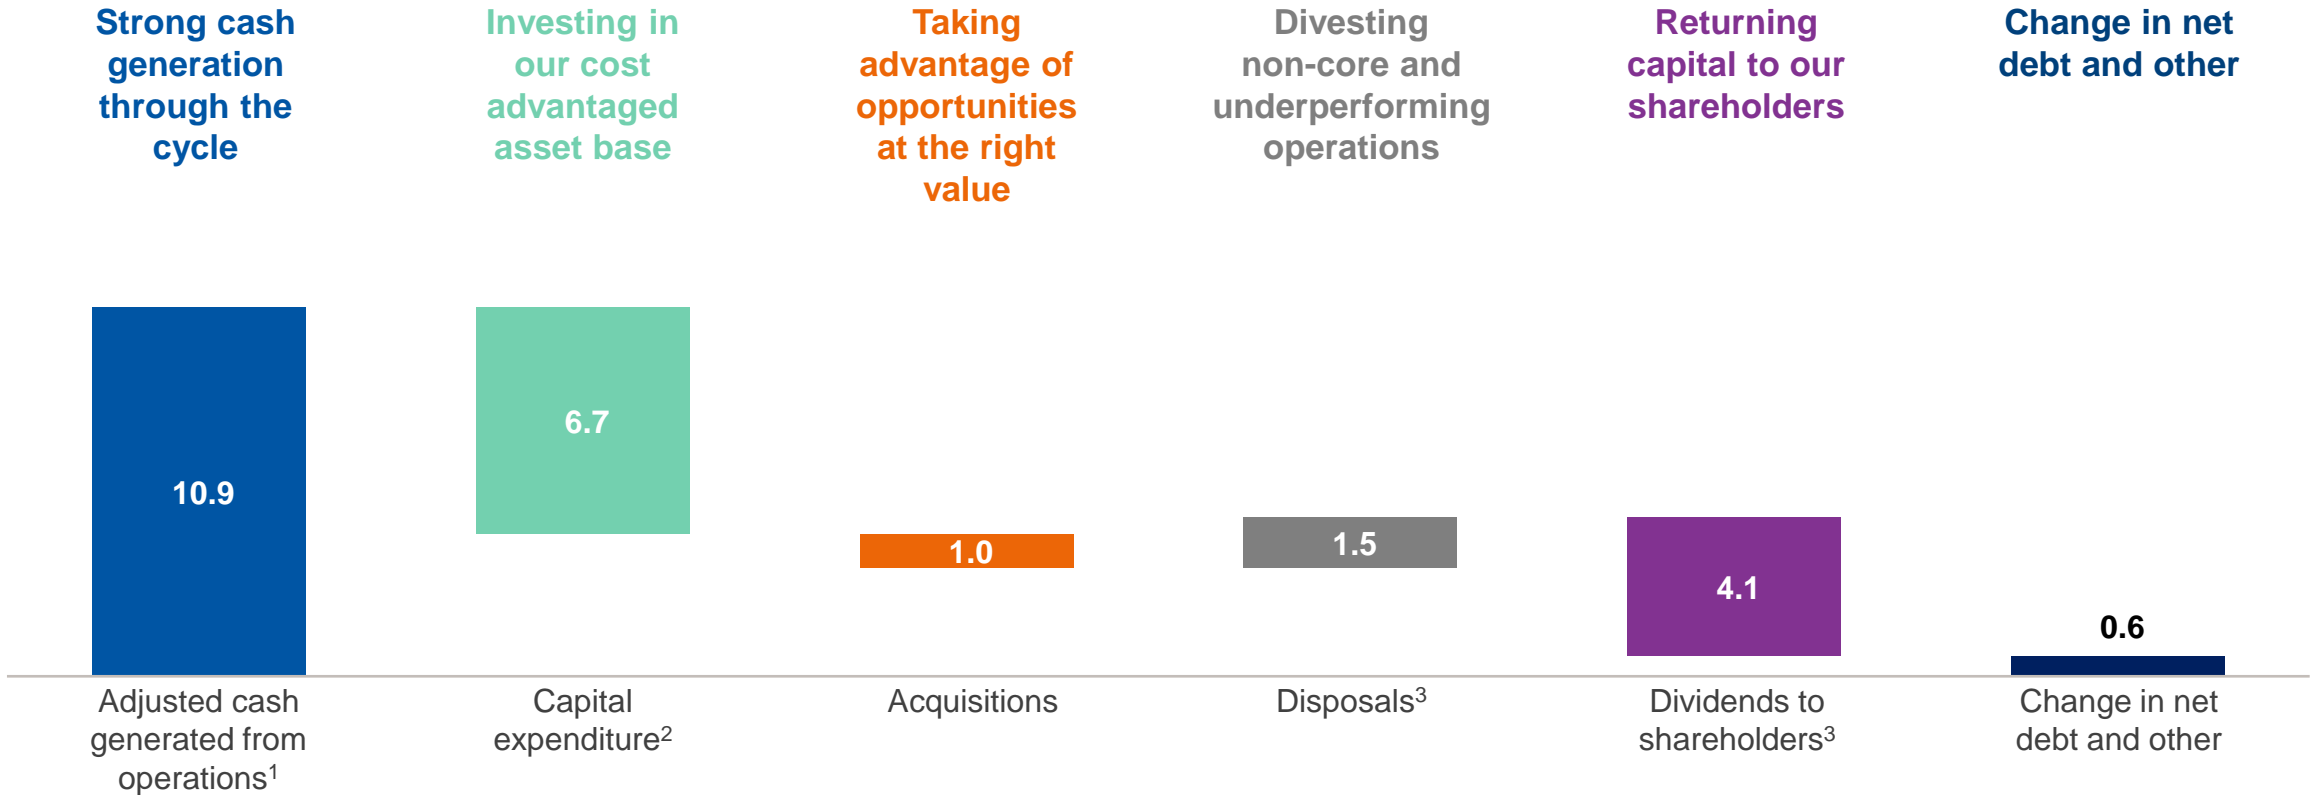 Strong cash
generation
through the
cycle
Investing in
our cost
advantaged
asset base
Taking
advantage of
opportunities
at the right
value
Divesting
non-core and
underperforming
operations
Returning
capital to our
shareholders
Change in net
debt and other
10.9
6.7
1.0
1.5
4.1
0.6
Adjusted cash
generated from
operations1
Capital
expenditure2
Acquisitions
Disposals3
Dividends to
shareholders3
Change in net
debt and other